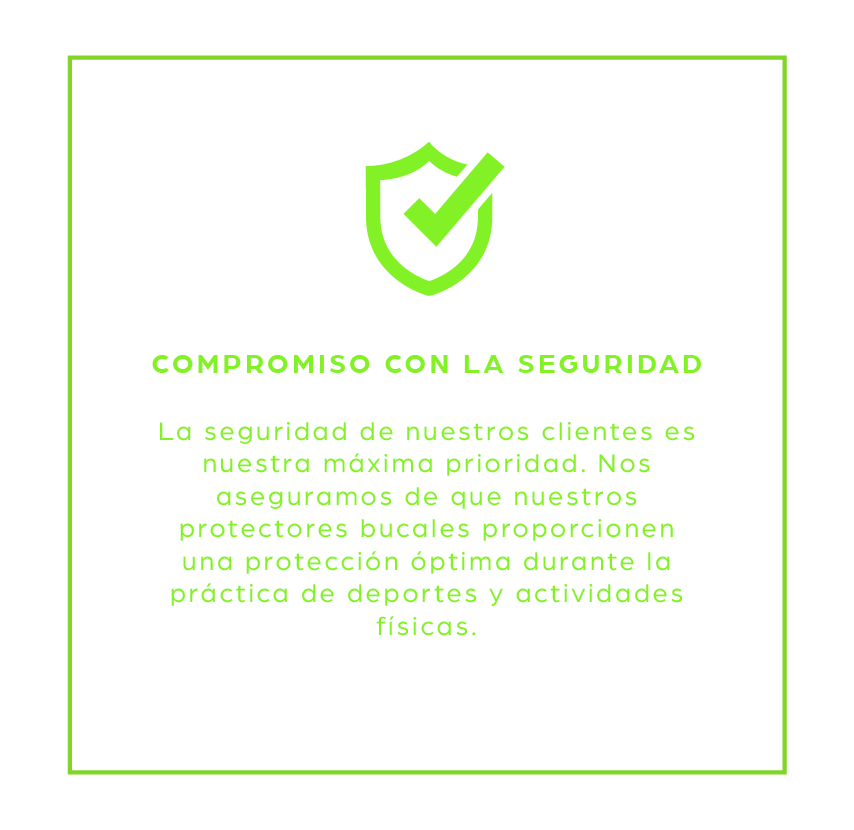 COMPROMISO CON LA SEGURIDAD
La seguridad de nuestros clientes es
nuestra máxima prioridad. Nos
aseguramos de que nuestros
protectores bucales proporcionen
una protección óptima durante la
práctica de deportes y actividades
físicas.